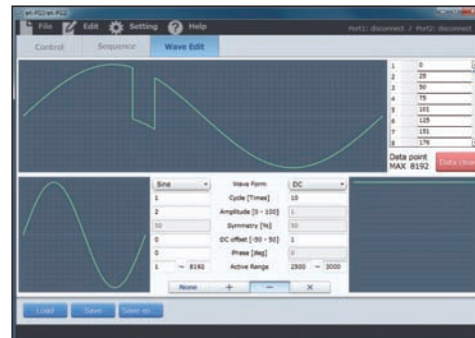 File Edit Setting Help
Port1: disconnect / Port2: disconnect
Control Sequence Wave Edit
1 0
2 25
3 50
4 75
5 101
6 125
7 151
8 176
Data point
MAX 8192
Data clear
Sine Wave Form DC
1 Cycle [Times] 10
2 Amplitude [0 - 100] 1
50 Symmetry [%] 50
0 DC offset [-50 - 50] 1
0 Phase [deg] 0
1 ~ 8192 Active Range 2500 ~ 3000
None + − ×
Load Save Save as...